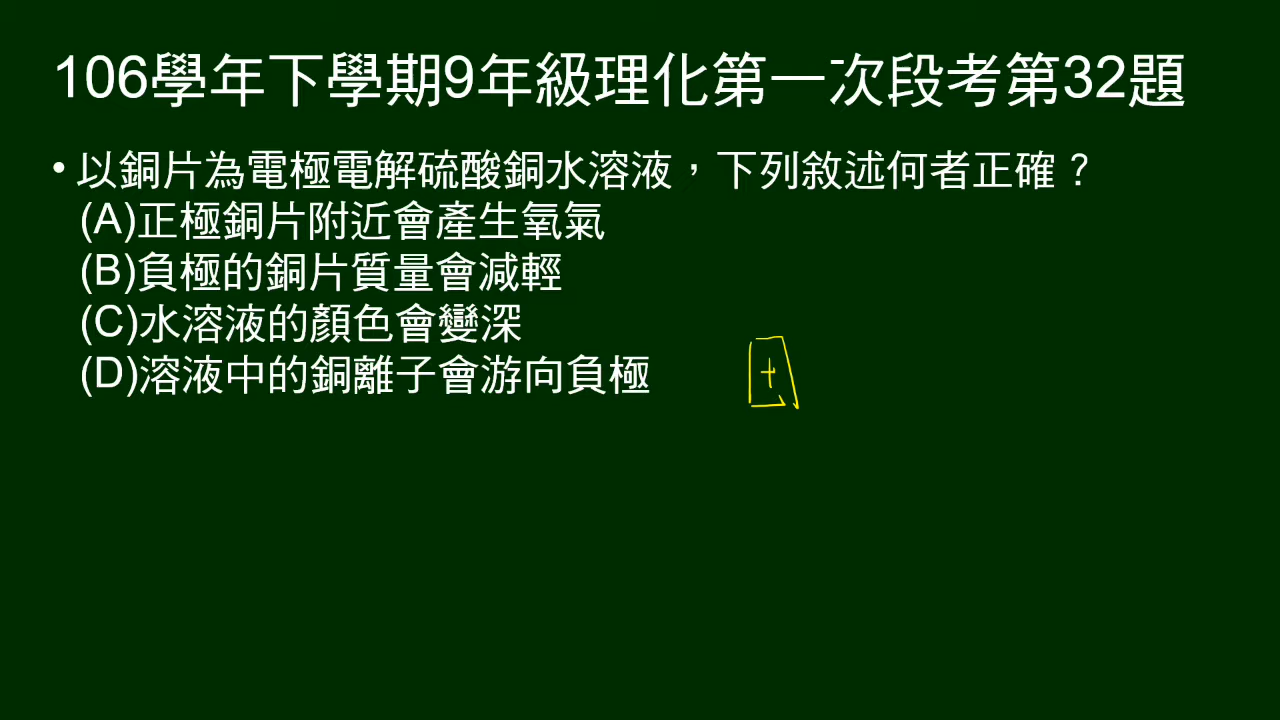 106學年下學期9年級理化第一次段考第32題
• 以銅片為電極電解硫酸銅水溶液，下列敘述何者正確？
(A)正極銅片附近會產生氧氣
(B)負極的銅片質量會減輕
(C)水溶液的顏色會變深
(D)溶液中的銅離子會游向負極
+